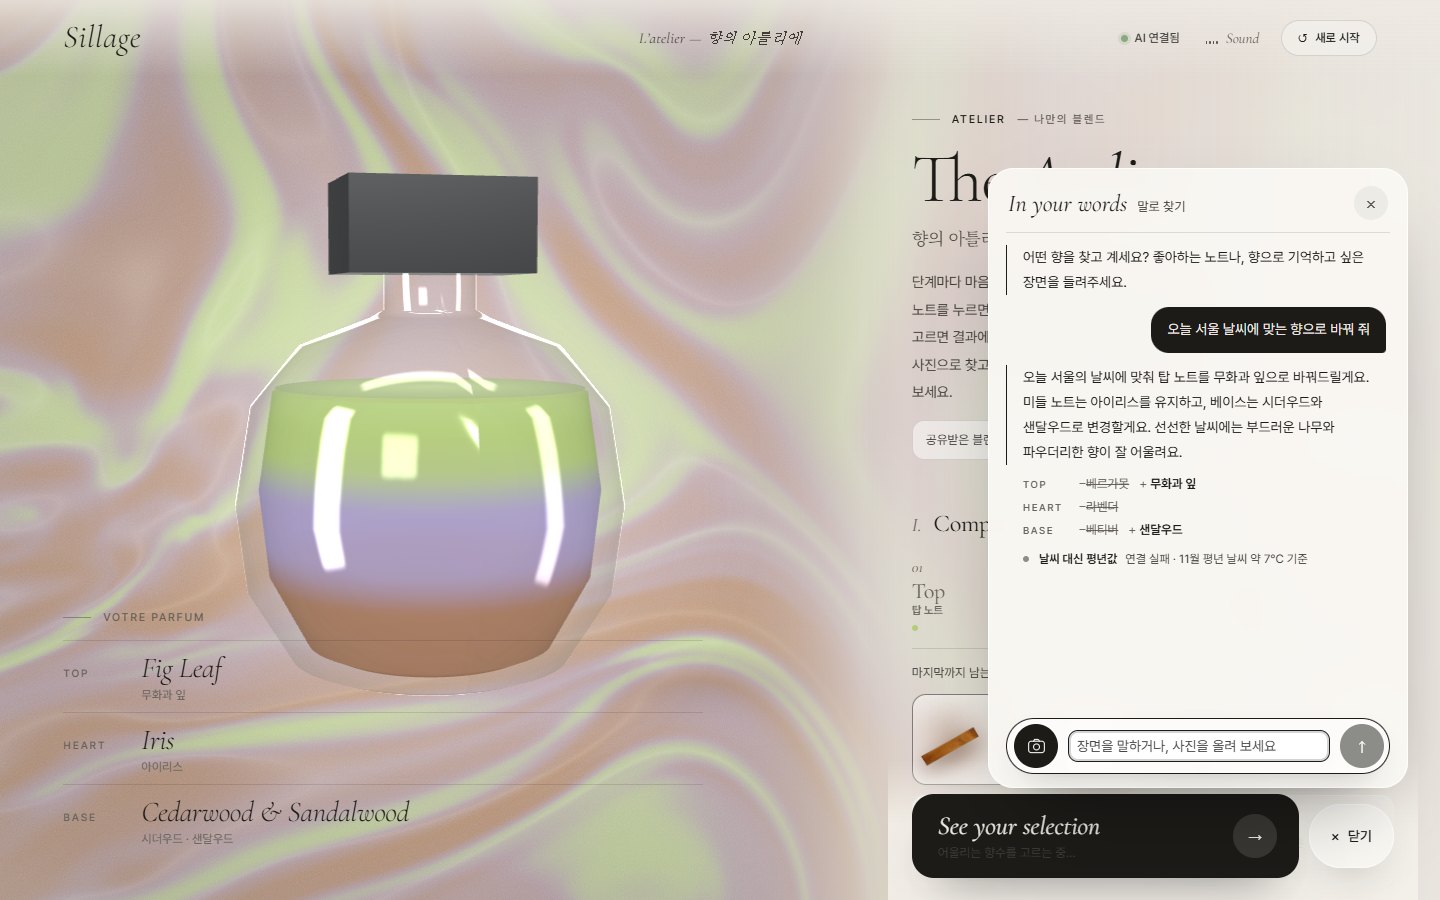 Sillage
L'atelier — 향의 아틀리에
AI 연결됨
Sound
↺ 새로 시작
ATELIER — 나만의 블렌드
The
향의 아틀리
단계마다 마음
노트를 누르면
고르면 결과에
사진으로 찾고
보세요.
공유받은 블렌
I. Comp
01
Top
탑 노트
마지막까지 남는
In your words 말로 찾기
×
어떤 향을 찾고 계세요? 좋아하는 노트나, 향으로 기억하고 싶은
장면을 들려주세요.
오늘 서울 날씨에 맞는 향으로 바꿔 줘
오늘 서울의 날씨에 맞춰 탑 노트를 무화과 잎으로 바꿔드릴게요.
미들 노트는 아이리스를 유지하고, 베이스는 시더우드와
샌달우드로 변경할게요. 선선한 날씨에는 부드러운 나무와
파우더리한 향이 잘 어울려요.
TOP −베르가못 + 무화과 잎
HEART −라벤더
BASE −베티버 + 샌달우드
날씨 대신 평년값 연결 실패 · 11월 평년 날씨 약 7°C 기준
장면을 말하거나, 사진을 올려 보세요
↑
See your selection
어울리는 향수를 고르는 중...
→
× 닫기
VOTRE PARFUM
TOP Fig Leaf
무화과 잎
HEART Iris
아이리스
BASE Cedarwood & Sandalwood
시더우드 · 샌달우드